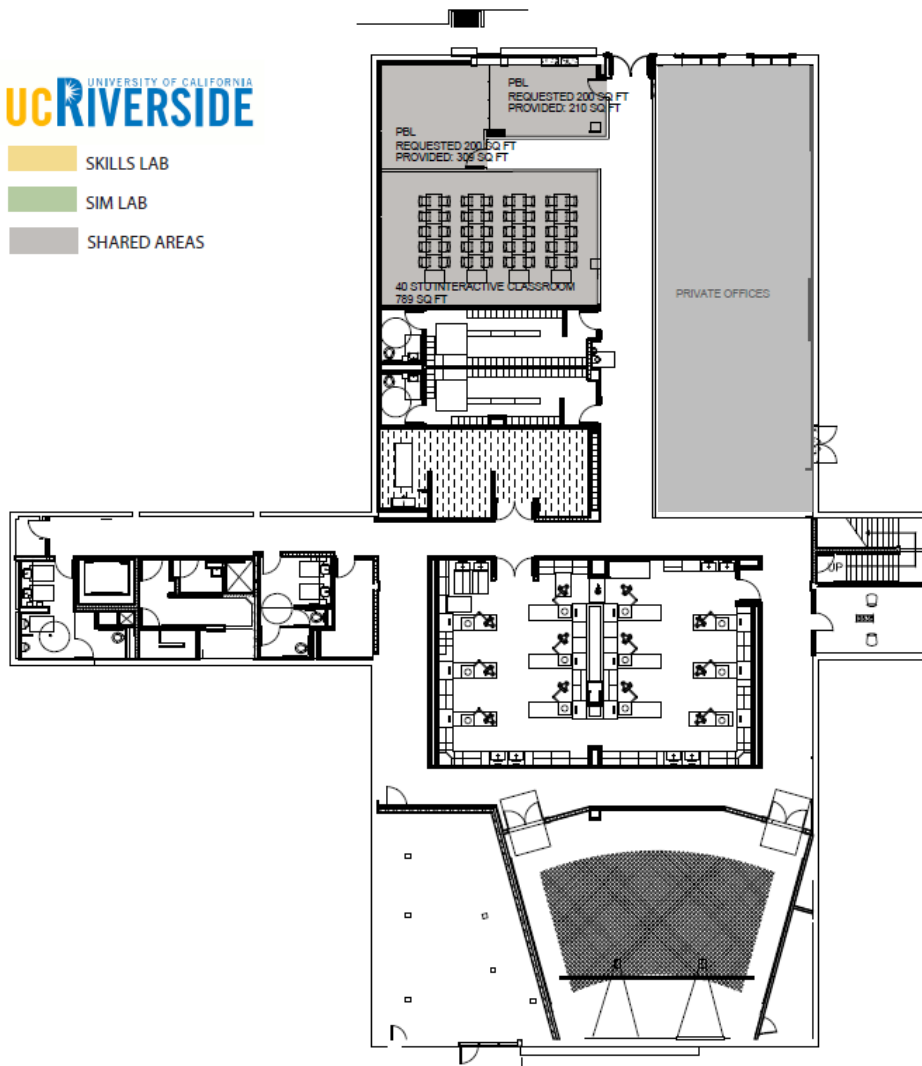 UNIVERSITY OF CALIFORNIA
UCRIVERSIDE
SKILLS LAB
SIM LAB
SHARED AREAS
PBL
REQUESTED 200 SQ FT
PROVIDED: 210 SQ FT
PBL
REQUESTED 200 SQ FT
PROVIDED: 309 SQ FT
40 STU INTERACTIVE CLASSROOM
789 SQ FT
PRIVATE OFFICES
UP